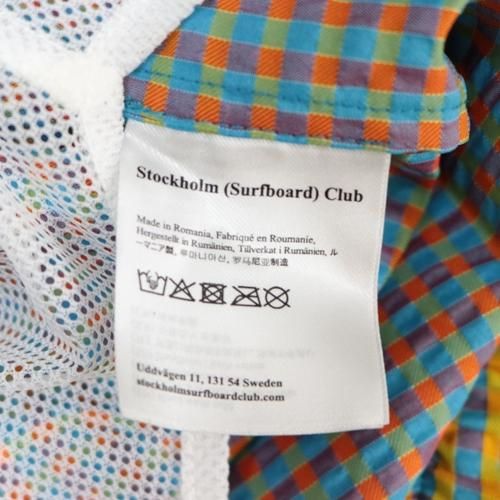 Stockholm (Surfboard) Club
Made in Romania, Fabriqué en Roumanie,
Hergestellt in Rumänien, Tillverkat i Rumänien, ル
ーマニア製, 루마니아산, 罗马尼亚制造
Uddvägen 11, 131 54 Sweden
stockholmsurfboardclub.com